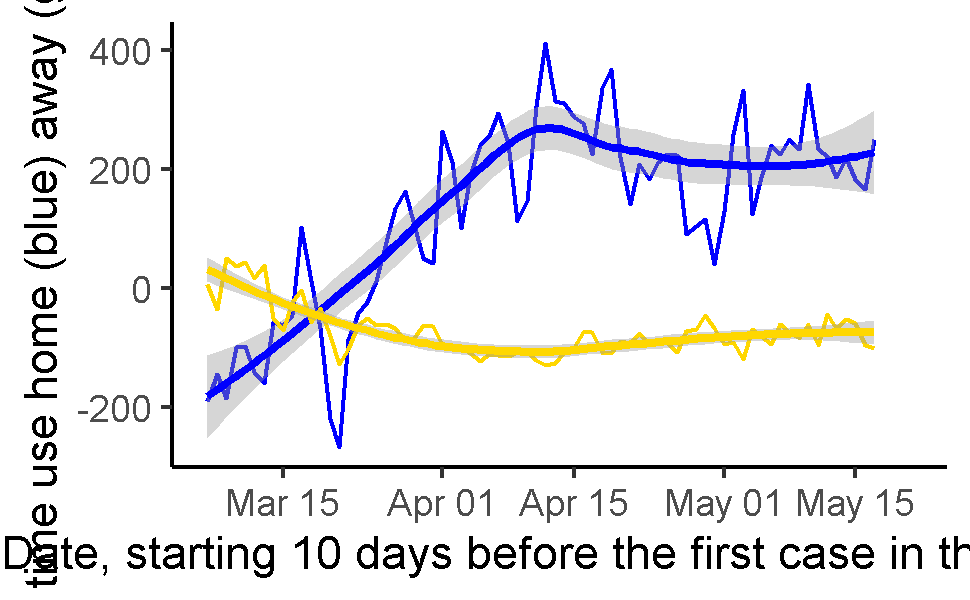 time use home (blue) away (
400
200
0
-200
Mar 15 Apr 01 Apr 15 May 01 May 15
Date, starting 10 days before the first case in th